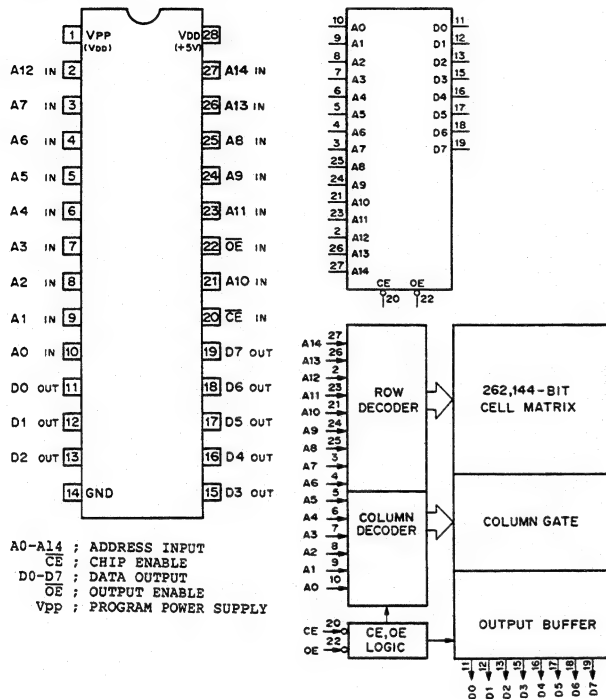 1 VPP VDD 28
(VDD) (+5V)
A12 IN 2 27 A14 IN
A7 IN 3 26 A13 IN
A6 IN 4 25 A8 IN
A5 IN 5 24 A9 IN
A4 IN 6 23 A11 IN
A3 IN 7 22 OE IN
A2 IN 8 21 A10 IN
A1 IN 9 20 CE IN
A0 IN 10 19 D7 OUT
D0 OUT 11 18 D6 OUT
D1 OUT 12 17 D5 OUT
D2 OUT 13 16 D4 OUT
14 GND 15 D3 OUT
A0-A14 ; ADDRESS INPUT
CE ; CHIP ENABLE
D0-D7 ; DATA OUTPUT
OE ; OUTPUT ENABLE
Vpp ; PROGRAM POWER SUPPLY
10 A0 D0 11
9 A1 D1 12
8 A2 D2 13
7 A3 D3 15
6 A4 D4 16
5 A5 D5 17
4 A6 D6 18
3 A7 D7 19
25 A8
24 A9
21 A10
23 A11
2 A12
26 A13
27 A14
CE OE
20 22
A14 27
A13 26
A12 2
A11 23
A10 21
A9 24
A8 25
A7 3
A6 4
A5 5
A4 6
A3 7
A2 8
A1 9
A0 10
ROW
DECODER
COLUMN
DECODER
262,144-BIT
CELL MATRIX
COLUMN GATE
OUTPUT BUFFER
CE 20
OE 22
CE,OE
LOGIC
11 12 13 15 16 17 18 19
D0 D1 D2 D3 D4 D5 D6 D7